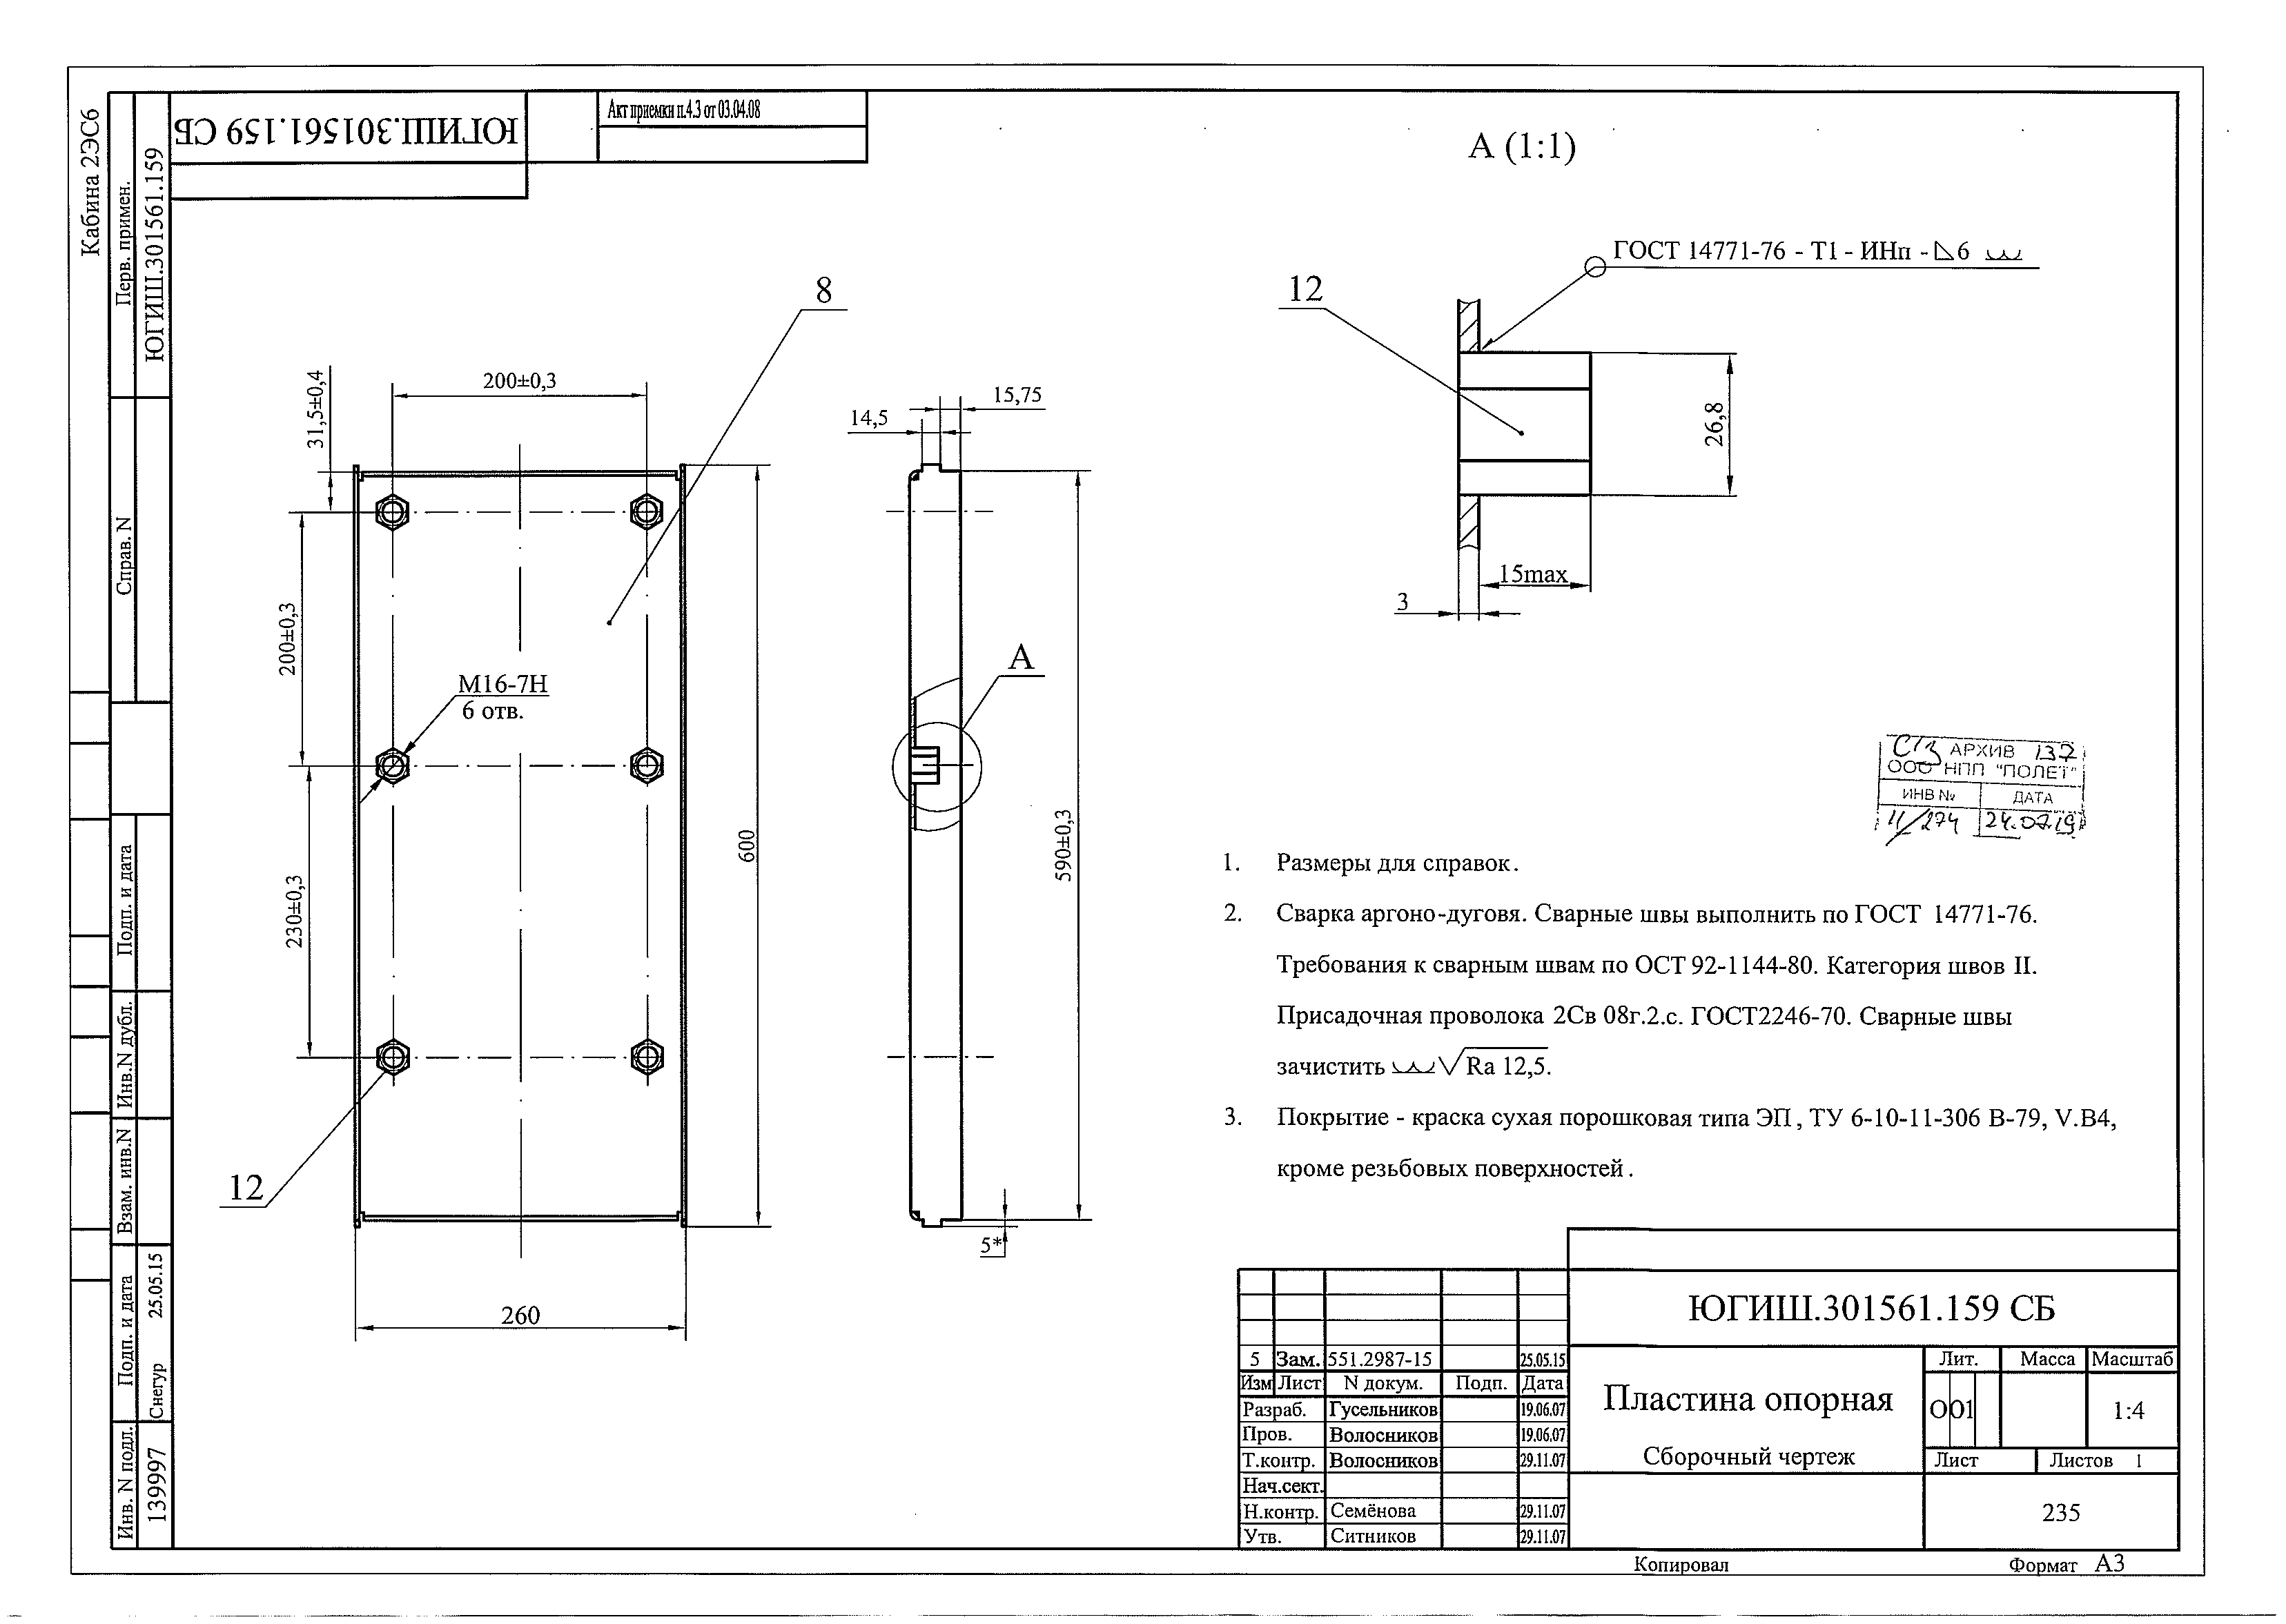 Кабина 2ЭС6
Перв. примен.
ЮГИШ.301561.159
Справ. N
Подп. и дата
Инв.N дубл.
Взам. инв.N
Подп. и дата
Снегур 25.05.15
Инв. N подл.
139997
ЮГИШ.301561.159 СБ
Акт приемки п.4.3 от 03.04.08
А (1:1)
ГОСТ 14771-76 - Т1 - ИНп - ◺6
12
26,8
15max
3
8
200±0,3
31,5±0,4
200±0,3
М16-7Н
6 отв.
230±0,3
600
12
260
14,5
15,75
А
590±0,3
5*
АРХИВ 137
ООО НПП "ПОЛЕТ"
ИНВ № ДАТА
11/274 24.07.19
1. Размеры для справок.
2. Сварка аргоно-дуговя. Сварные швы выполнить по ГОСТ 14771-76.
Требования к сварным швам по ОСТ 92-1144-80. Категория швов II.
Присадочная проволока 2Св 08г.2.с. ГОСТ2246-70. Сварные швы
зачистить √Ra 12,5.
3. Покрытие - краска сухая порошковая типа ЭП, ТУ 6-10-11-306 В-79, V.В4,
кроме резьбовых поверхностей.
ЮГИШ.301561.159 СБ
5 Зам. 551.2987-15 25.05.15
Изм Лист N докум. Подп. Дата
Разраб. Гусельников 19.06.07
Пров. Волосников 19.06.07
Т.контр. Волосников 29.11.07
Нач.сект.
Н.контр. Семёнова 29.11.07
Утв. Ситников 29.11.07
Пластина опорная
Сборочный чертеж
Лит. Масса Масштаб
О О1 1:4
Лист Листов 1
235
Копировал Формат А3